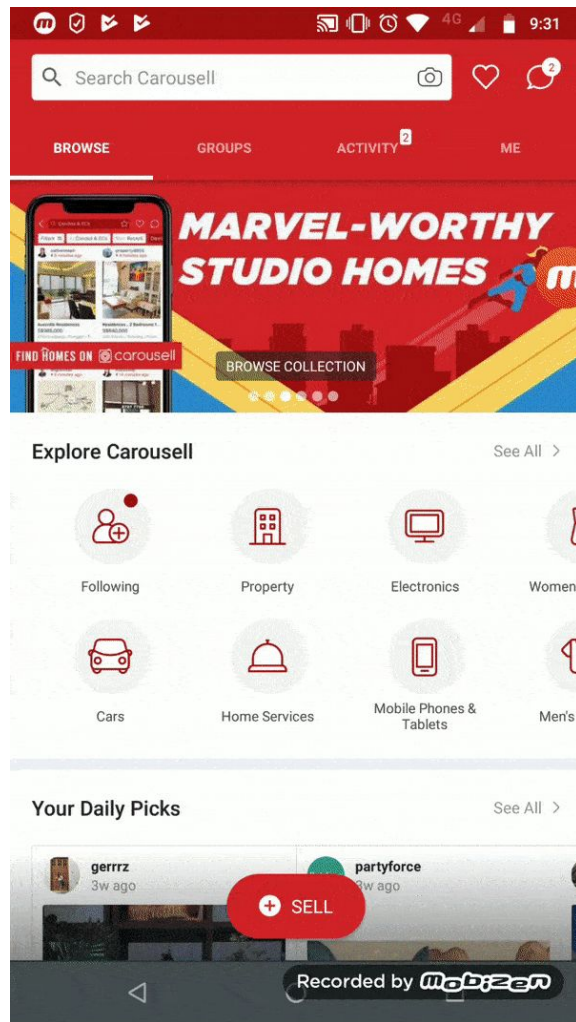 m
4G
9:31
Search Carousell
2
BROWSE
GROUPS
ACTIVITY
2
ME
MARVEL-WORTHY
STUDIO HOMES
m
FIND HOMES ON carousell
BROWSE COLLECTION
Explore Carousell
See All >
Following
Property
Electronics
Women
Cars
Home Services
Mobile Phones &
Tablets
Men's
Your Daily Picks
See All >
gerrrz
3w ago
partyforce
3w ago
SELL
Recorded by mobizen